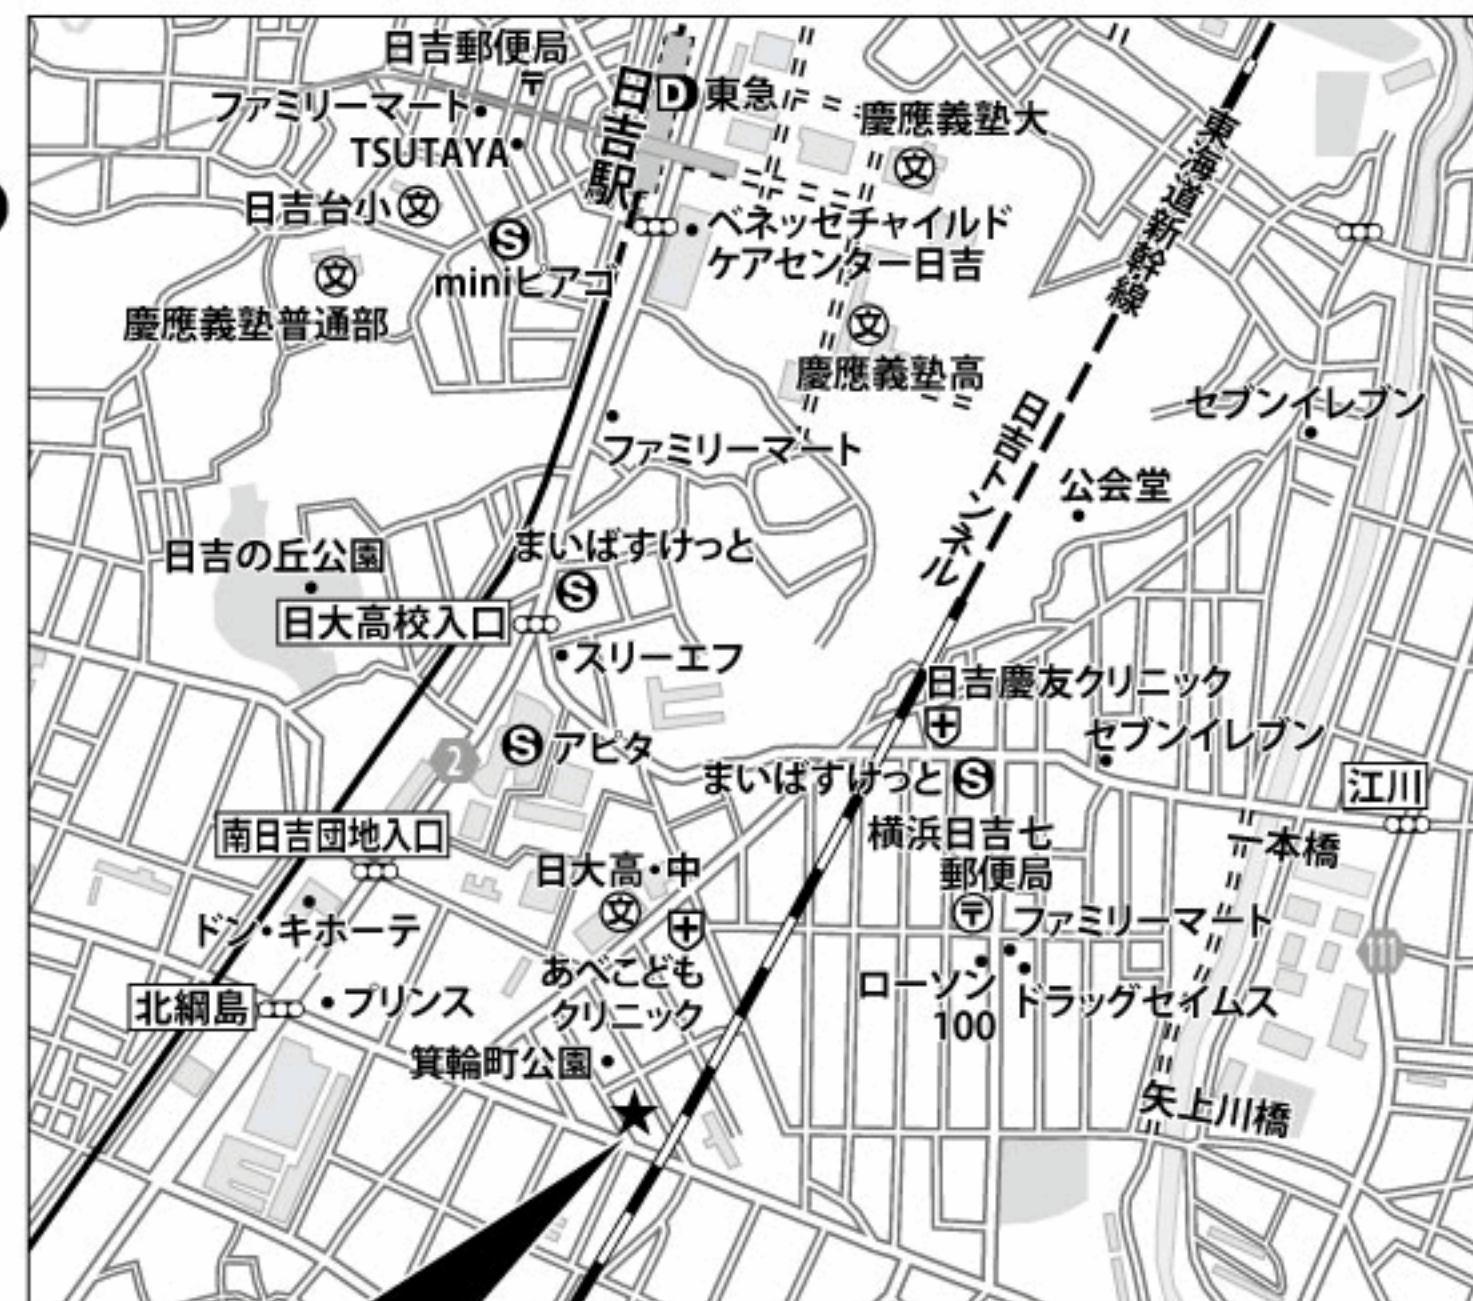 日吉郵便局
〒
ファミリーマート
日吉駅
D 東急
慶應義塾大
文
TSUTAYA
東海道新幹線
日吉台小 文
S
miniピアゴ
ベネッセチャイルド
ケアセンター日吉
文
慶應義塾普通部
文
慶應義塾高
セブンイレブン
ファミリーマート
日吉トンネル
公会堂
日吉の丘公園
まいばすけっと
S
日大高校入口
スリーエフ
日吉慶友クリニック
S アピタ
2
セブンイレブン
まいばすけっと S
江川
南日吉団地入口
横浜日吉七
郵便局
〒
一本橋
日大高・中
文
ドン・キホーテ
ファミリーマート
111
あべこども
クリニック
ローソン
100
ドラッグセイムス
北綱島
プリンス
箕輪町公園
★
矢上川橋